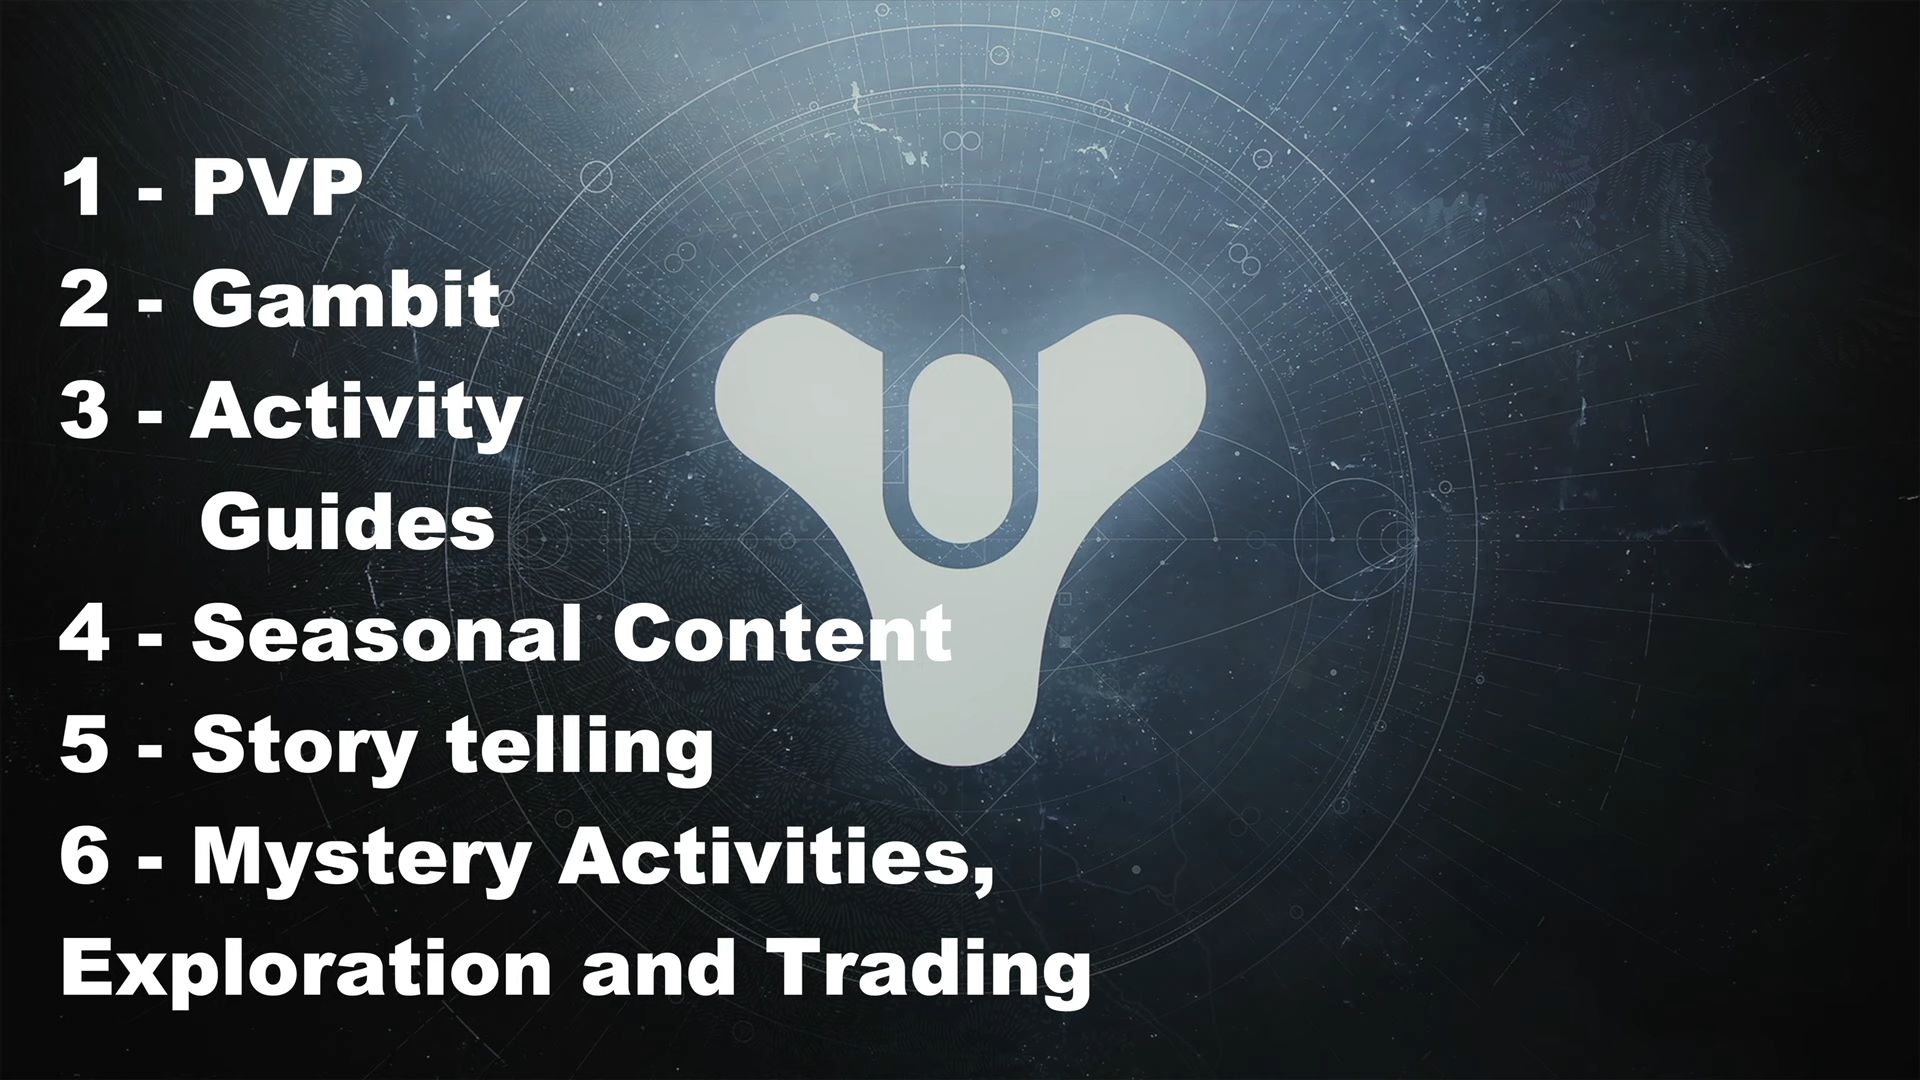 1 - PVP
2 - Gambit
3 - Activity
Guides
4 - Seasonal Content
5 - Story telling
6 - Mystery Activities,
Exploration and Trading